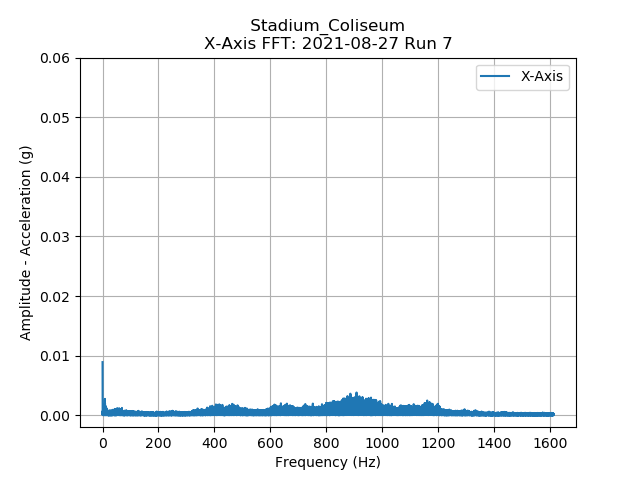 Stadium_Coliseum
X-Axis FFT: 2021-08-27 Run 7
X-Axis
0.06
0.05
0.04
0.03
0.02
0.01
0.00
Amplitude - Acceleration (g)
0 200 400 600 800 1000 1200 1400 1600
Frequency (Hz)